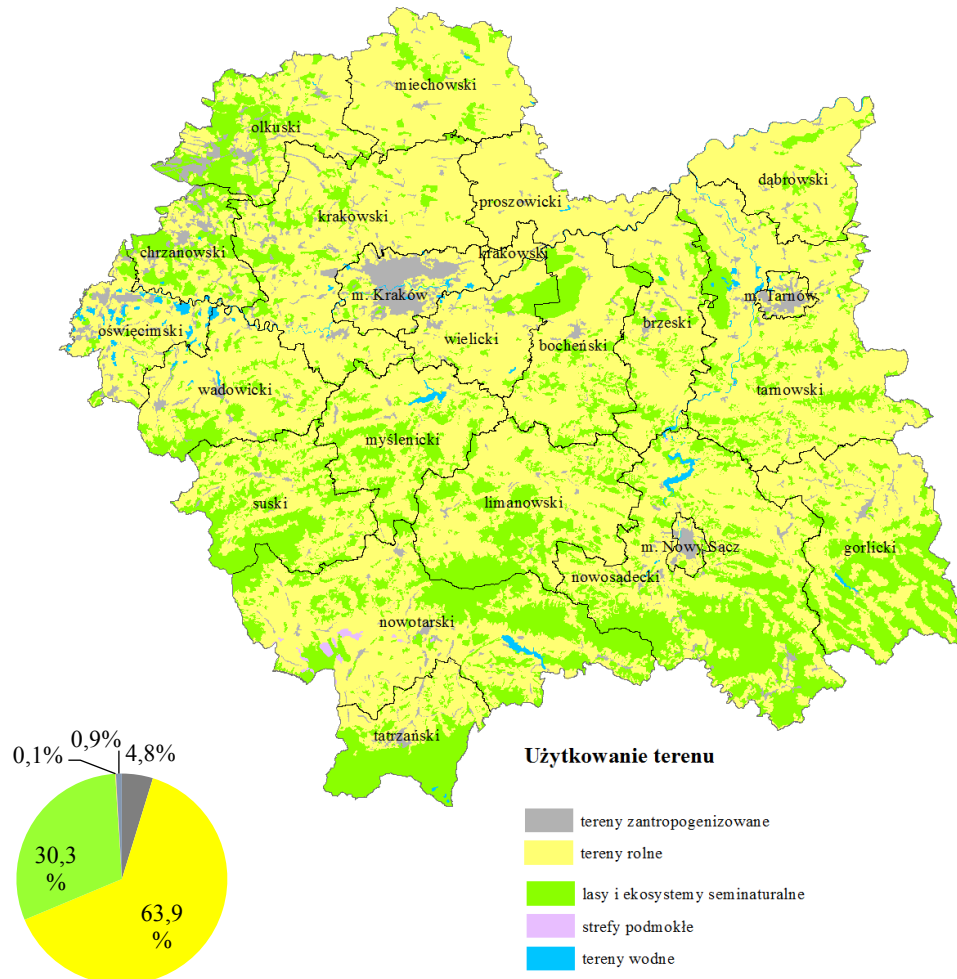 miechowski
olkuski
dąbrowski
proszowicki
krakowski
chrzanowski
krakowski
m. Kraków
m. Tarnów
oświęcimski
brzeski
wielicki
bocheński
wadowicki
tarnowski
myślenicki
suski
limanowski
m. Nowy Sącz
gorlicki
nowosądecki
nowotarski
tatrzański
0,1%
0,9%
4,8%
30,3
%
63,9
%
Użytkowanie terenu
tereny zantropogenizowane
tereny rolne
lasy i ekosystemy seminaturalne
strefy podmokłe
tereny wodne